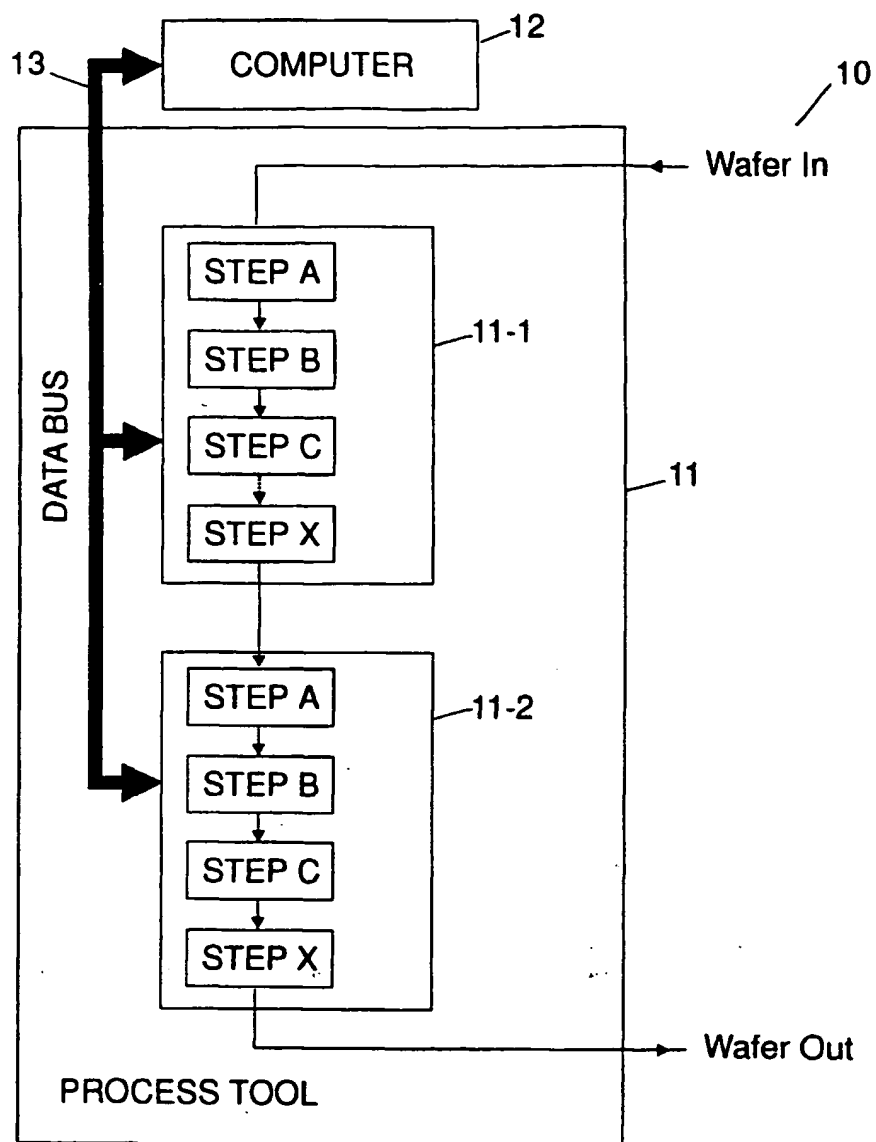 12
13
COMPUTER
10
Wafer In
STEP A
11-1
STEP B
DATA BUS
STEP C
11
STEP X
STEP A
11-2
STEP B
STEP C
STEP X
Wafer Out
PROCESS TOOL